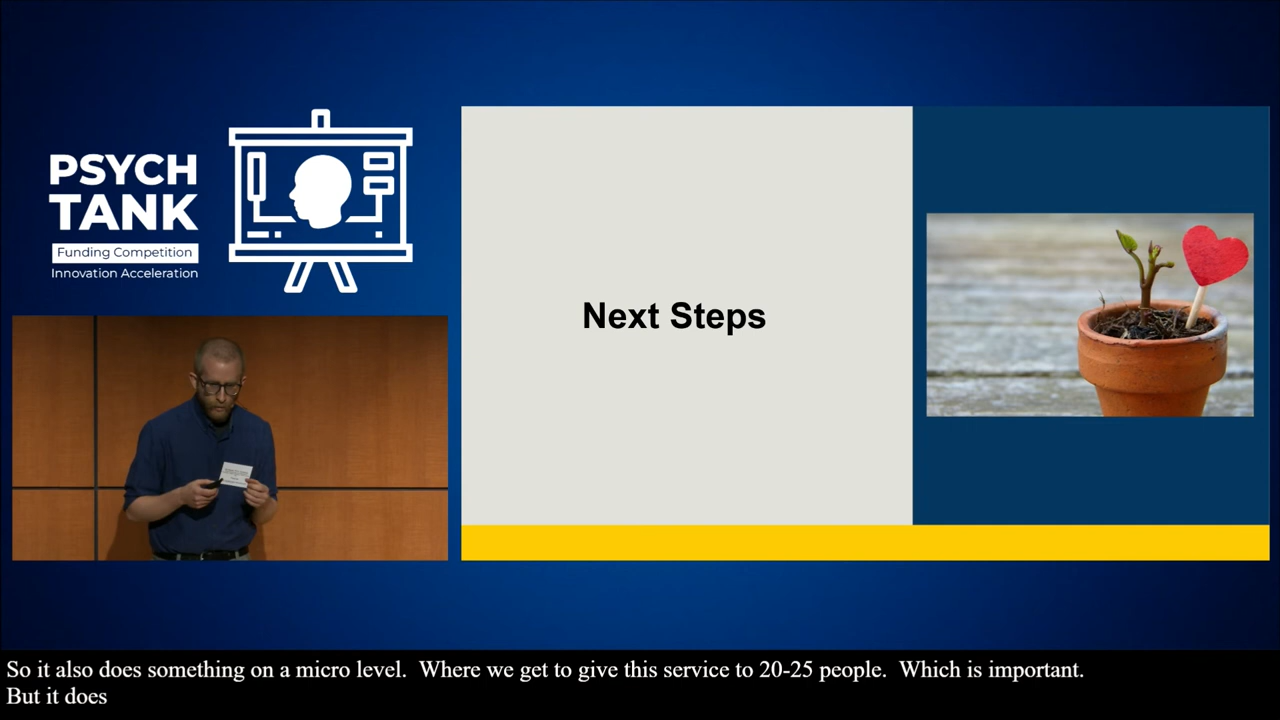 PSYCH
TANK
Funding Competition
Innovation Acceleration
Next Steps
So it also does something on a micro level.  Where we get to give this service to 20-25 people.  Which is important.
But it does